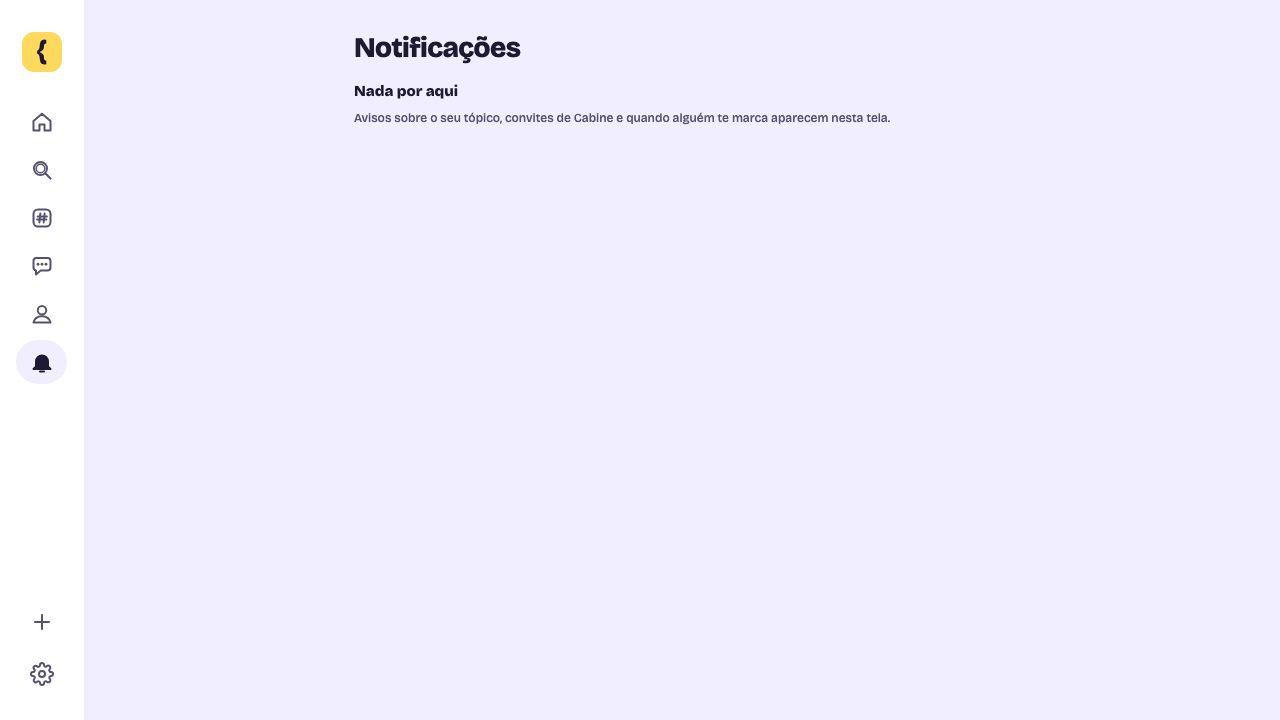 {
Notificações
Nada por aqui
Avisos sobre o seu tópico, convites de Cabine e quando alguém te marca aparecem nesta tela.